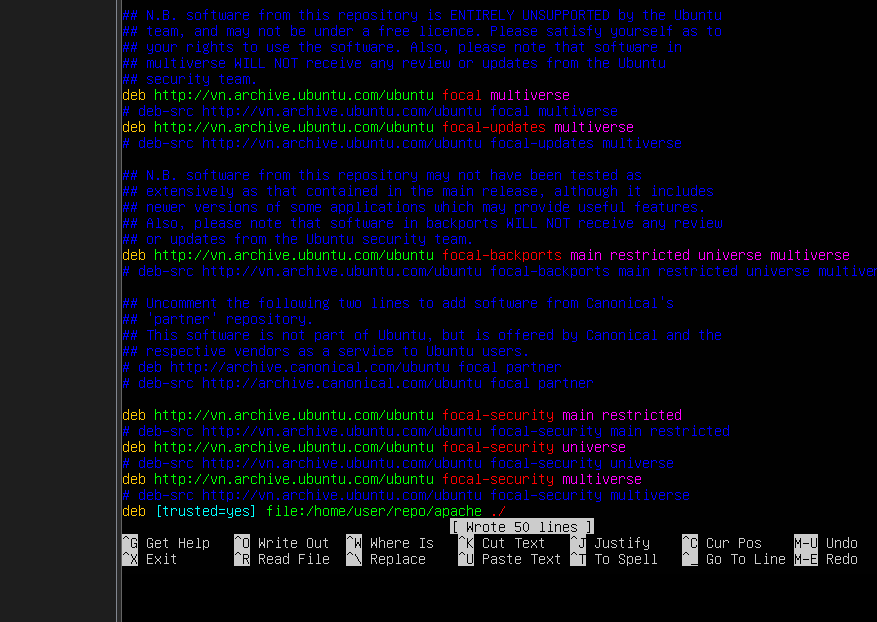 ## N.B. software from this repository is ENTIRELY UNSUPPORTED by the Ubuntu
## team, and may not be under a free licence. Please satisfy yourself as to
## your rights to use the software. Also, please note that software in
## multiverse WILL NOT receive any review or updates from the Ubuntu
## security team.
deb http://vn.archive.ubuntu.com/ubuntu focal multiverse
# deb-src http://vn.archive.ubuntu.com/ubuntu focal multiverse
deb http://vn.archive.ubuntu.com/ubuntu focal-updates multiverse
# deb-src http://vn.archive.ubuntu.com/ubuntu focal-updates multiverse
## N.B. software from this repository may not have been tested as
## extensively as that contained in the main release, although it includes
## newer versions of some applications which may provide useful features.
## Also, please note that software in backports WILL NOT receive any review
## or updates from the Ubuntu security team.
deb http://vn.archive.ubuntu.com/ubuntu focal-backports main restricted universe multiverse
# deb-src http://vn.archive.ubuntu.com/ubuntu focal-backports main restricted universe multiver
## Uncomment the following two lines to add software from Canonical's
## 'partner' repository.
## This software is not part of Ubuntu, but is offered by Canonical and the
## respective vendors as a service to Ubuntu users.
# deb http://archive.canonical.com/ubuntu focal partner
# deb-src http://archive.canonical.com/ubuntu focal partner
deb http://vn.archive.ubuntu.com/ubuntu focal-security main restricted
# deb-src http://vn.archive.ubuntu.com/ubuntu focal-security main restricted
deb http://vn.archive.ubuntu.com/ubuntu focal-security universe
# deb-src http://vn.archive.ubuntu.com/ubuntu focal-security universe
deb http://vn.archive.ubuntu.com/ubuntu focal-security multiverse
# deb-src http://vn.archive.ubuntu.com/ubuntu focal-security multiverse
deb [trusted=yes] file:/home/user/repo/apache ./
[ Wrote 50 lines ]
^G Get Help ^O Write Out ^W Where Is ^K Cut Text ^J Justify ^C Cur Pos M-U Undo
^X Exit ^R Read File ^\ Replace ^U Paste Text ^T To Spell ^_ Go To Line M-E Redo